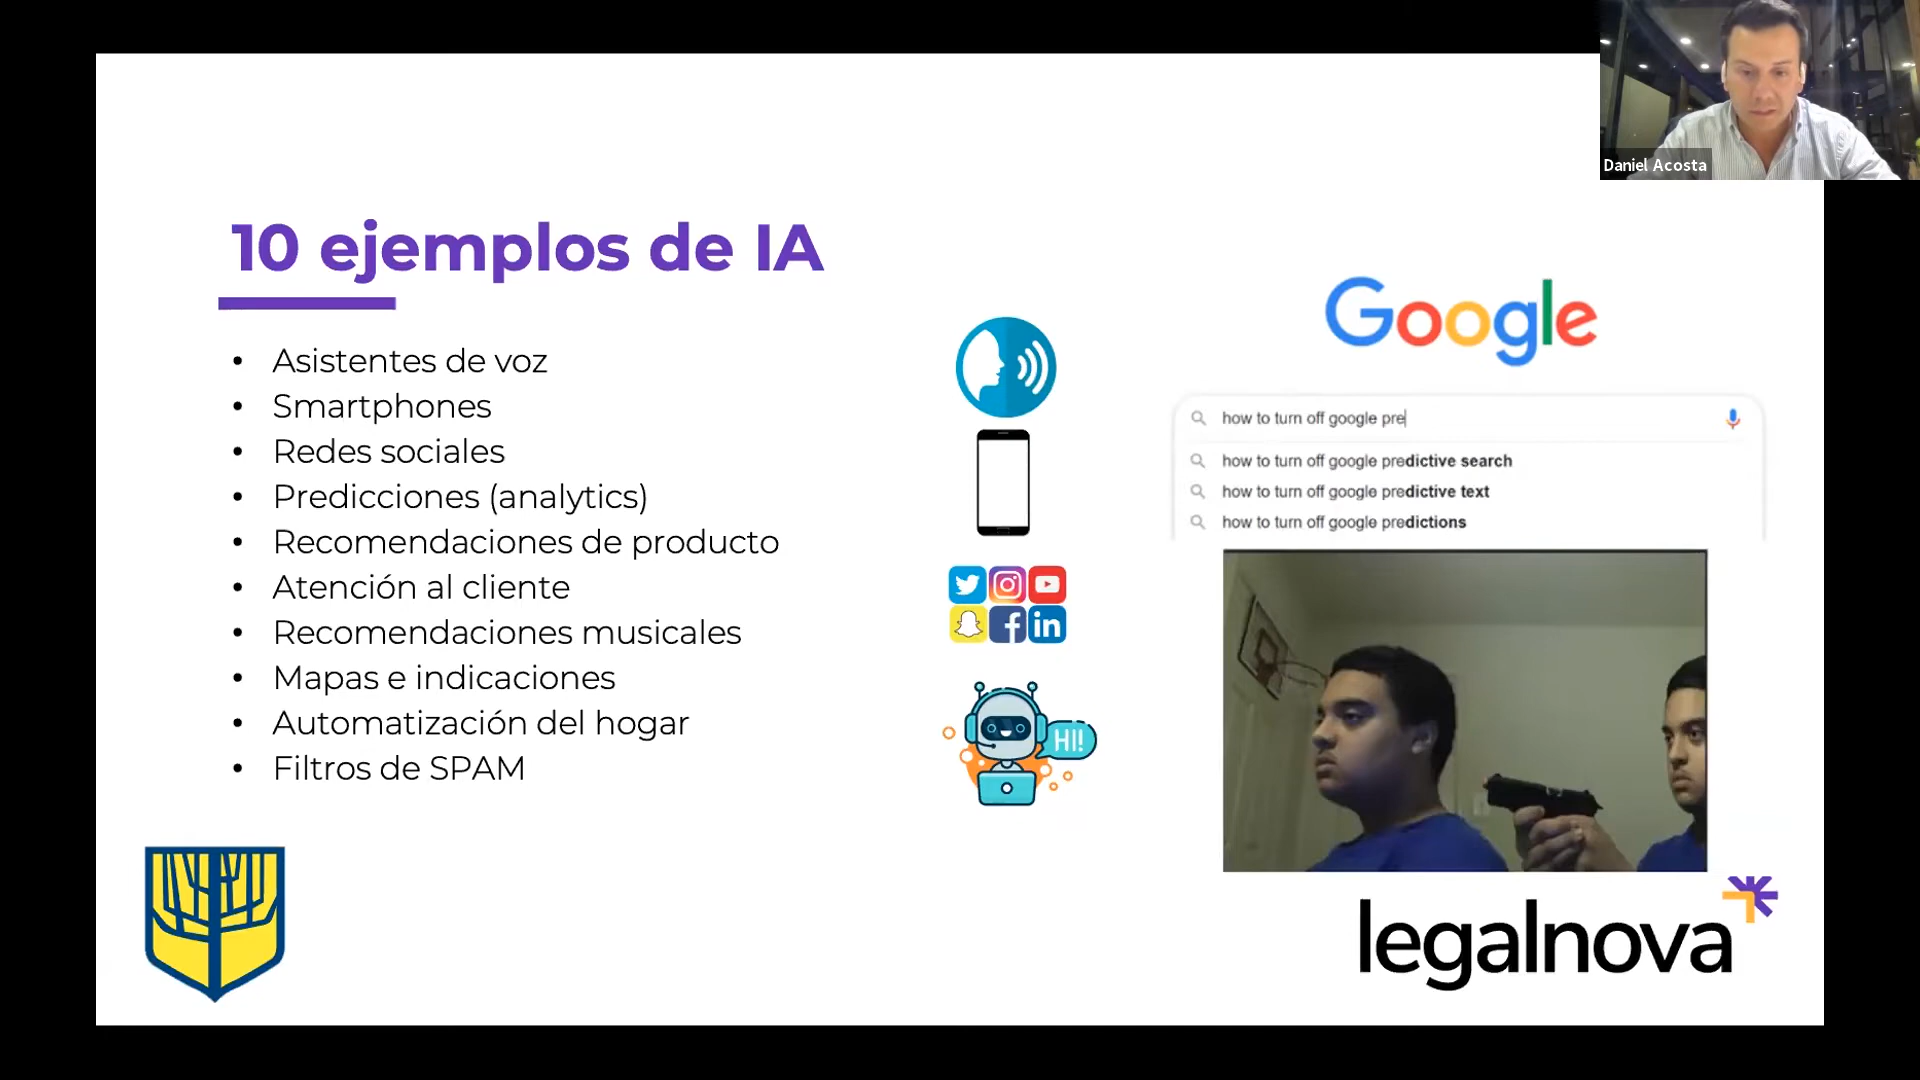 Daniel Acosta
10 ejemplos de IA
• Asistentes de voz
• Smartphones
• Redes sociales
• Predicciones (analytics)
• Recomendaciones de producto
• Atención al cliente
• Recomendaciones musicales
• Mapas e indicaciones
• Automatización del hogar
• Filtros de SPAM
in
HI!
Google
how to turn off google pre
how to turn off google predictive search
how to turn off google predictive text
how to turn off google predictions
legalnova